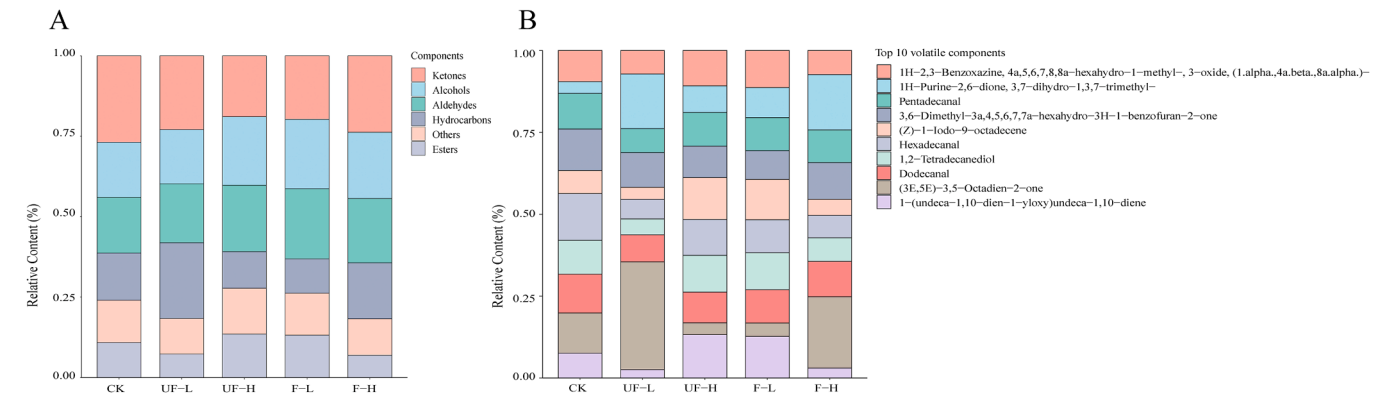 A
1.00
0.75
0.50
0.25
0.00
Relative Content (%)
CK UF−L UF−H F−L F−H
Components
Ketones
Alcohols
Aldehydes
Hydrocarbons
Others
Esters
B
1.00
0.75
0.50
0.25
0.00
Relative Content (%)
CK UF−L UF−H F−L F−H
Top 10 volatile components
1H−2,3−Benzoxazine, 4a,5,6,7,8,8a−hexahydro−1−methyl−, 3−oxide, (1.alpha.,4a.beta.,8a.alpha.)−
1H−Purine−2,6−dione, 3,7−dihydro−1,3,7−trimethyl−
Pentadecanal
3,6−Dimethyl−3a,4,5,6,7,7a−hexahydro−3H−1−benzofuran−2−one
(Z)−1−Iodo−9−octadecene
Hexadecanal
1,2−Tetradecanediol
Dodecanal
(3E,5E)−3,5−Octadien−2−one
1−(undeca−1,10−dien−1−yloxy)undeca−1,10−diene